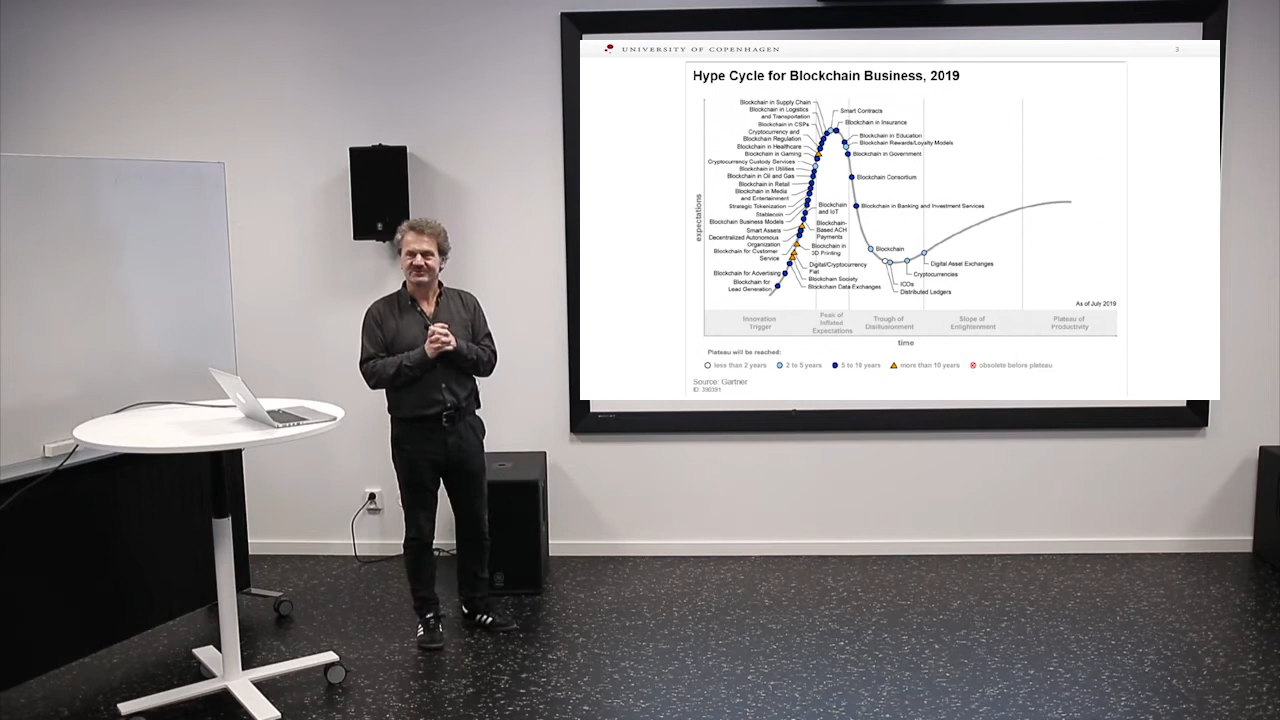 UNIVERSITY OF COPENHAGEN
3
Hype Cycle for Blockchain Business, 2019
expectations
Blockchain in Supply Chain
Blockchain in Logistics
and Transportation
Blockchain in CSPs
Cryptocurrency and
Blockchain Regulation
Blockchain in Healthcare
Blockchain in Gaming
Cryptocurrency Custody Services
Blockchain in Utilities
Blockchain in Oil and Gas
Blockchain in Retail
Blockchain in Media
and Entertainment
Strategic Tokenization
Stablecoin
Blockchain Business Models
Smart Assets
Decentralized Autonomous
Organization
Blockchain for Customer
Service
Blockchain for Advertising
Blockchain for
Lead Generation
Smart Contracts
Blockchain in Insurance
Blockchain in Education
Blockchain Rewards/Loyalty Models
Blockchain in Government
Blockchain Consortium
Blockchain in Banking and Investment Services
Blockchain
and IoT
Blockchain-
Based ACH
Payments
Blockchain in
3D Printing
Digital/Cryptocurrency
Fiat
Blockchain Society
Blockchain Data Exchanges
Blockchain
Digital Asset Exchanges
Cryptocurrencies
ICOs
Distributed Ledgers
As of July 2019
Innovation
Trigger
Peak of
Inflated
Expectations
Trough of
Disillusionment
Slope of
Enlightenment
Plateau of
Productivity
time
Plateau will be reached:
less than 2 years
2 to 5 years
5 to 10 years
more than 10 years
obsolete before plateau
Source: Gartner
ID: 390391